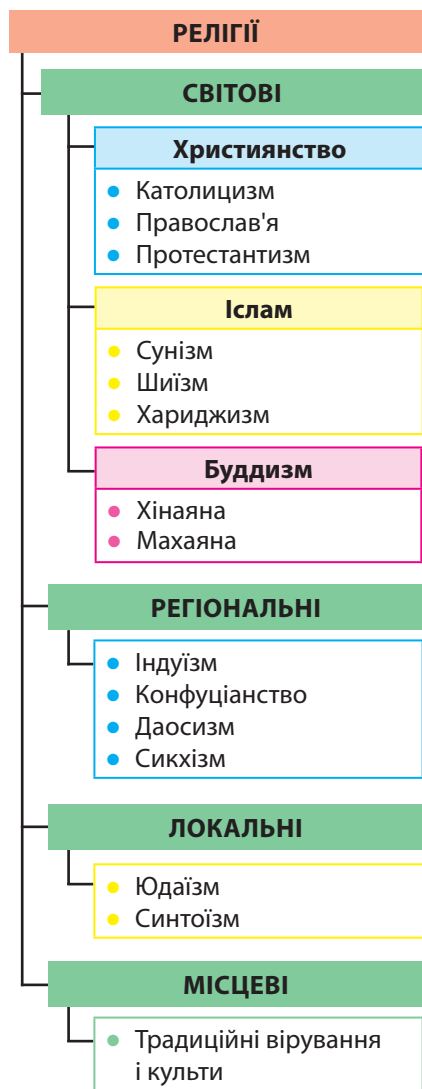 РЕЛІГІЇ
СВІТОВІ
Християнство
Католицизм
Православ'я
Протестантизм
Іслам
Сунізм
Шиїзм
Хариджизм
Буддизм
Хінаяна
Махаяна
РЕГІОНАЛЬНІ
Індуїзм
Конфуціанство
Даосизм
Сикхізм
ЛОКАЛЬНІ
Юдаїзм
Синтоїзм
МІСЦЕВІ
Традиційні вірування
і культи